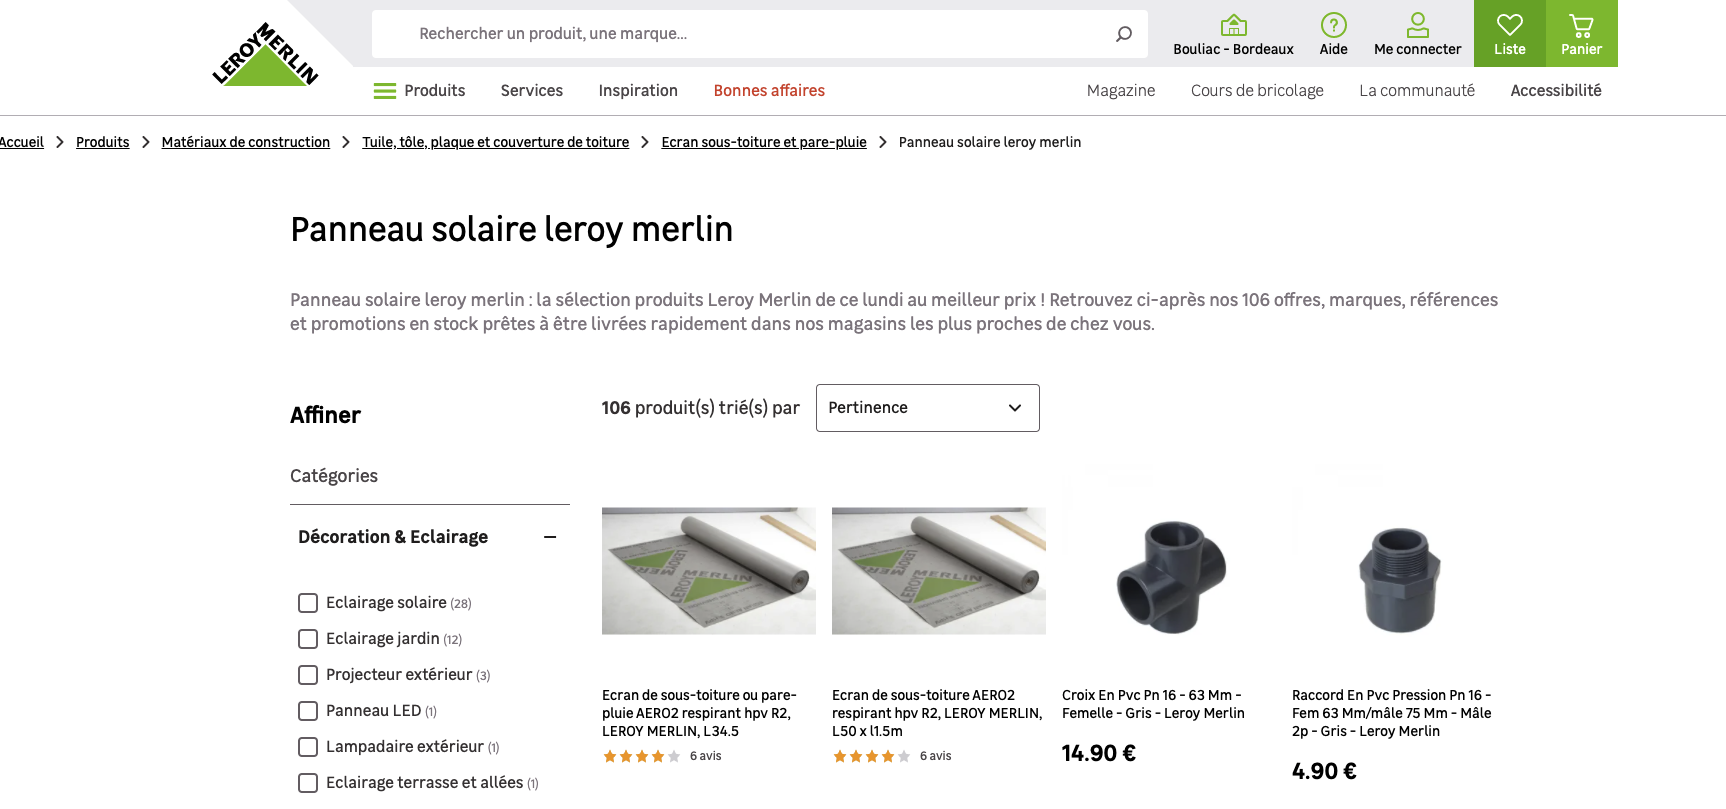 LEROY MERLIN
Rechercher un produit, une marque...
Bouliac - Bordeaux
Aide
Me connecter
Liste
Panier
Produits
Services
Inspiration
Bonnes affaires
Magazine
Cours de bricolage
La communauté
Accessibilité
Accueil > Produits > Matériaux de construction > Tuile, tôle, plaque et couverture de toiture > Ecran sous-toiture et pare-pluie > Panneau solaire leroy merlin
Panneau solaire leroy merlin
Panneau solaire leroy merlin : la sélection produits Leroy Merlin de ce lundi au meilleur prix ! Retrouvez ci-après nos 106 offres, marques, références
et promotions en stock prêtes à être livrées rapidement dans nos magasins les plus proches de chez vous.
Affiner
106 produit(s) trié(s) par
Pertinence
Catégories
Décoration & Eclairage
Eclairage solaire (28)
Eclairage jardin (12)
Projecteur extérieur (3)
Panneau LED (1)
Lampadaire extérieur (1)
Eclairage terrasse et allées (1)
LEROY MERLIN
LEROY MERLIN
Ecran de sous-toiture ou pare-
pluie AERO2 respirant hpv R2,
LEROY MERLIN, L34.5
6 avis
Ecran de sous-toiture AERO2
respirant hpv R2, LEROY MERLIN,
L50 x l1.5m
6 avis
Croix En Pvc Pn 16 - 63 Mm -
Femelle - Gris - Leroy Merlin
14.90 €
Raccord En Pvc Pression Pn 16 -
Fem 63 Mm/mâle 75 Mm - Mâle
2p - Gris - Leroy Merlin
4.90 €